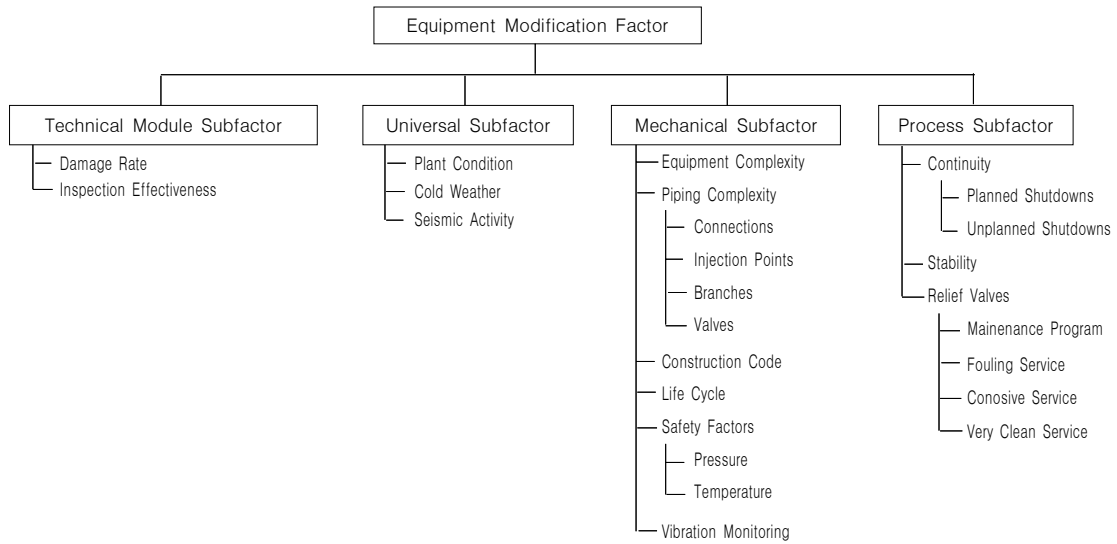 Equipment Modification Factor
Technical Module Subfactor
Damage Rate
Inspection Effectiveness
Universal Subfactor
Plant Condition
Cold Weather
Seismic Activity
Mechanical Subfactor
Equipment Complexity
Piping Complexity
Connections
Injection Points
Branches
Valves
Construction Code
Life Cycle
Safety Factors
Pressure
Temperature
Vibration Monitoring
Process Subfactor
Continuity
Planned Shutdowns
Unplanned Shutdowns
Stability
Relief Valves
Mainenance Program
Fouling Service
Conosive Service
Very Clean Service